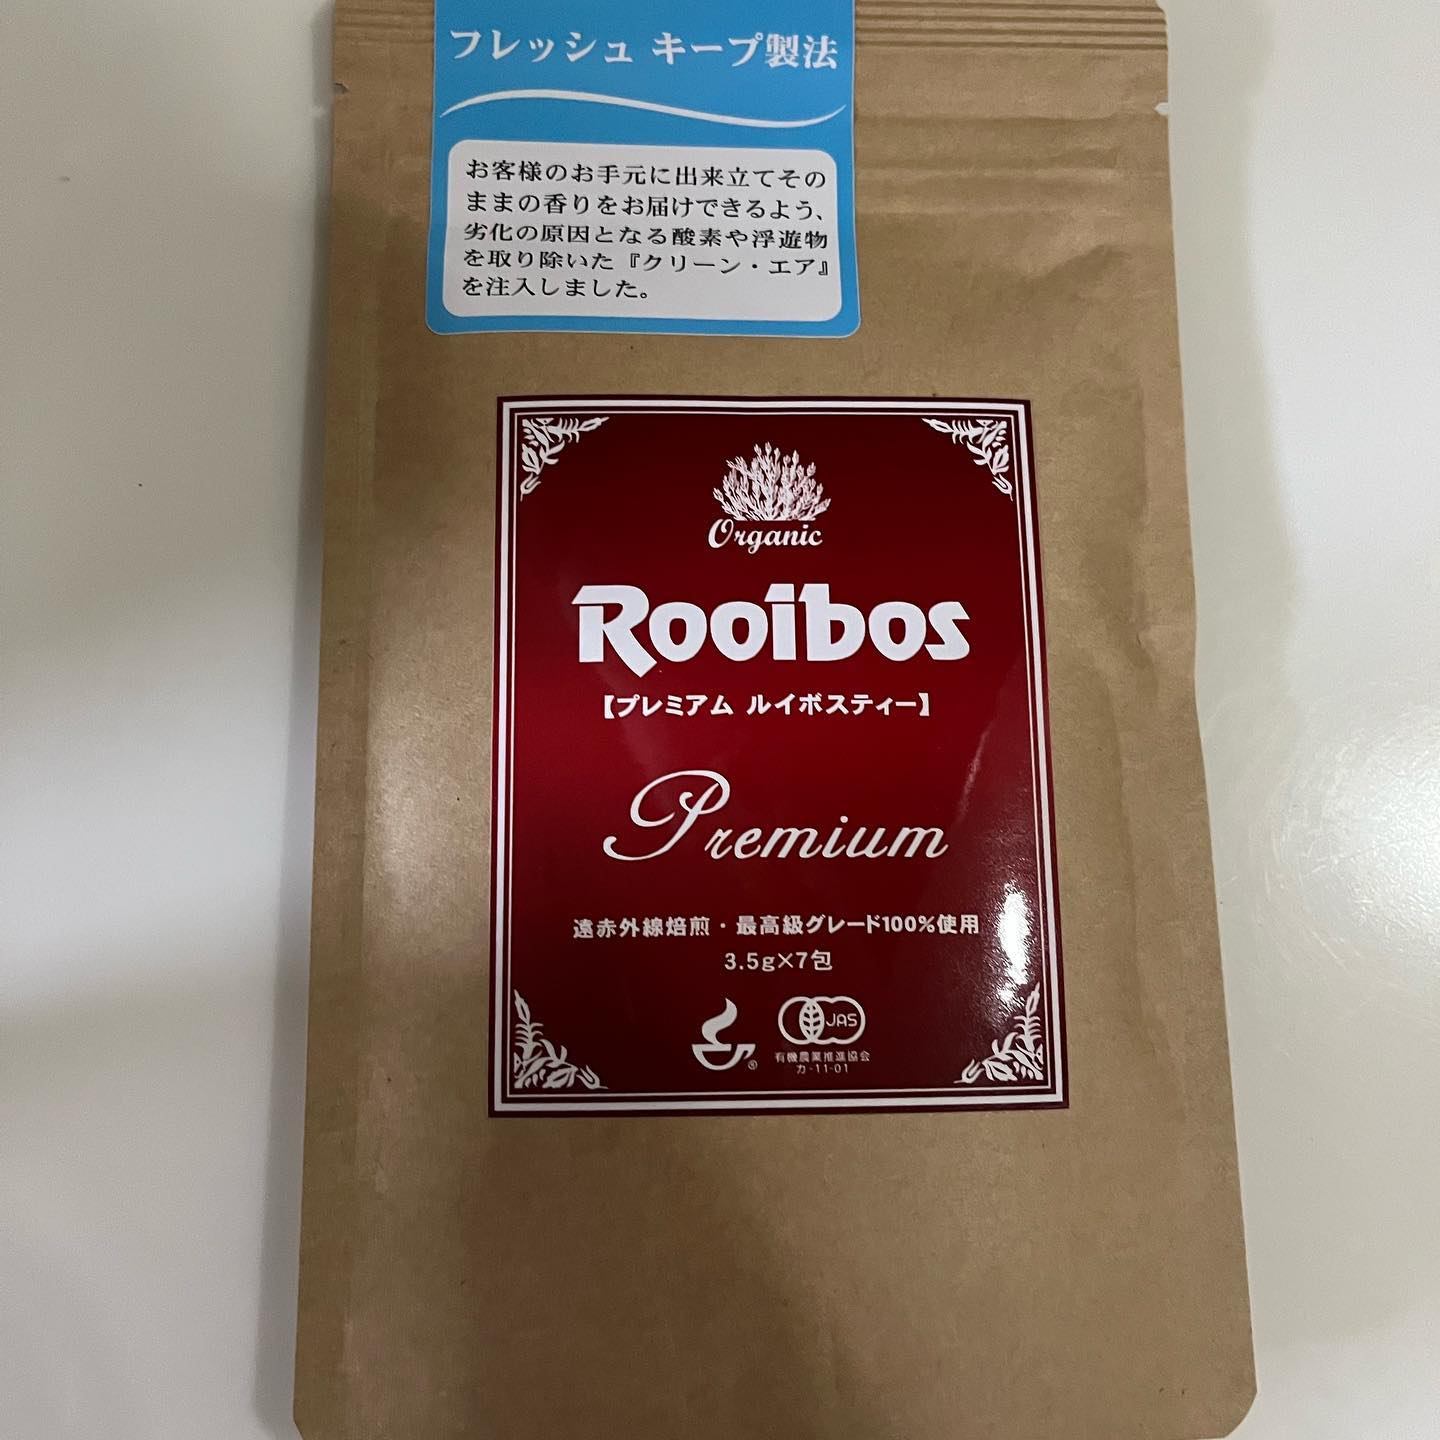 フレッシュ キープ製法
お客様のお手元に出来立てその
ままの香りをお届けできるよう、
劣化の原因となる酸素や浮遊物
を取り除いた『クリーン・エア』
を注入しました。
Organic
Rooibos
【プレミアム ルイボスティー】
Premium
遠赤外線焙煎・最高級グレード100%使用
3.5g×7包
®
JAS
有機農業推進協会
カ-11-01